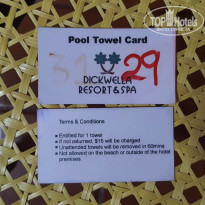 TOP Hotels
Pool Towel Card
31 29
DICKWELLA
RESORT & SPA
Terms & Conditions
● Entitled for 1 towel
● If not returned, $15 will be charged
● Unattended towels will be removed in 60mins
● Not allowed on the beach or outside of the hotel
premises